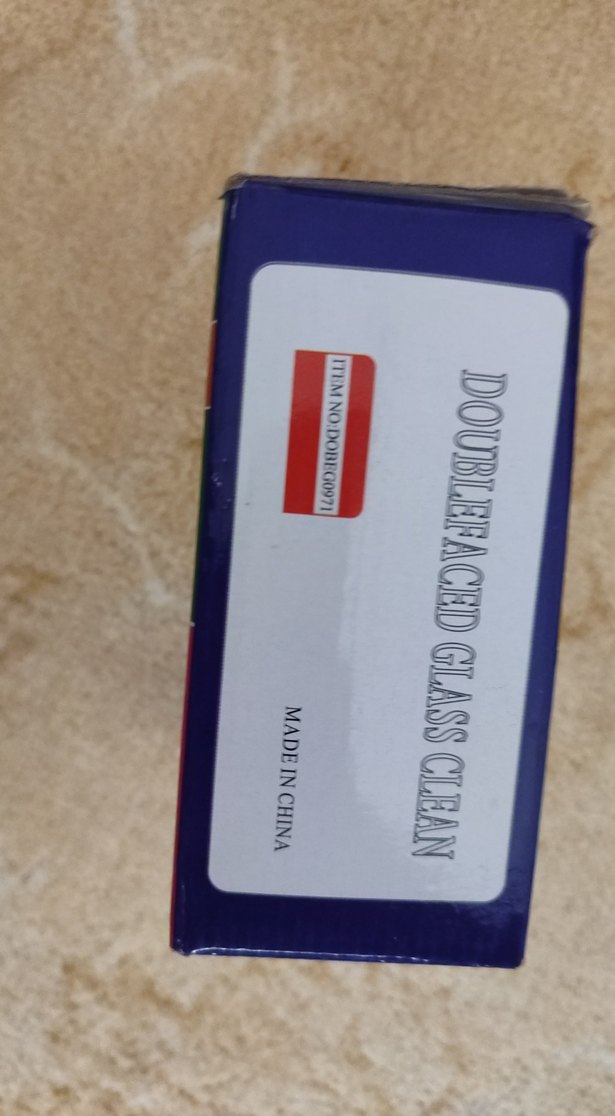 DOUBLEFACED GLASS CLEAN
ITEM NO:DOBEG0971
MADE IN CHINA